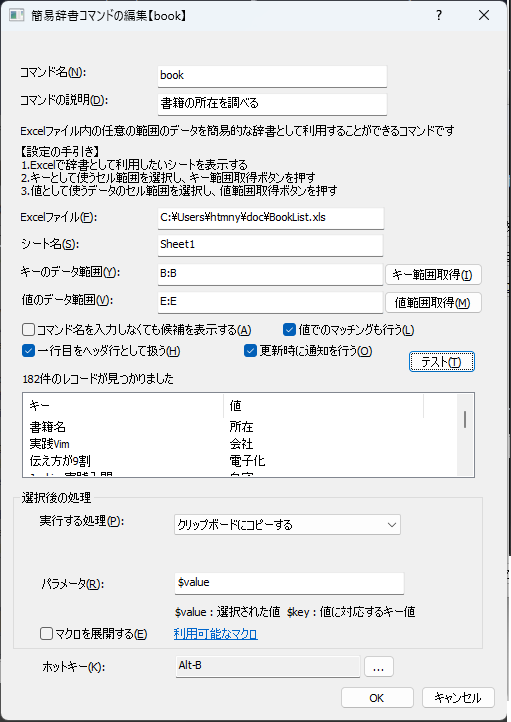 簡易辞書コマンドの編集【book】
コマンド名(N):
book
コマンドの説明(D):
書籍の所在を調べる
Excelファイル内の任意の範囲のデータを簡易的な辞書として利用することができるコマンドです
【設定の手引き】
1.Excelで辞書として利用したいシートを表示する
2.キーとして使うセル範囲を選択し、キー範囲取得ボタンを押す
3.値として使うデータのセル範囲を選択し、値範囲取得ボタンを押す
Excelファイル(F):
C:¥Users¥htmny¥doc¥BookList.xls
シート名(S):
Sheet1
キーのデータ範囲(Y):
B:B
キー範囲取得(I)
値のデータ範囲(V):
E:E
値範囲取得(M)
コマンド名を入力しなくても候補を表示する(A)
値でのマッチングも行う(L)
一行目をヘッダ行として扱う(H)
更新時に通知を行う(O)
テスト(T)
182件のレコードが見つかりました
キー 値
書籍名 所在
実践Vim 会社
伝え方が9割 電子化
選択後の処理
実行する処理(P):
クリップボードにコピーする
パラメータ(R):
$value
$value：選択された値 $key：値に対応するキー値
マクロを展開する(E)
利用可能なマクロ
ホットキー(K):
Alt-B
...
OK
キャンセル